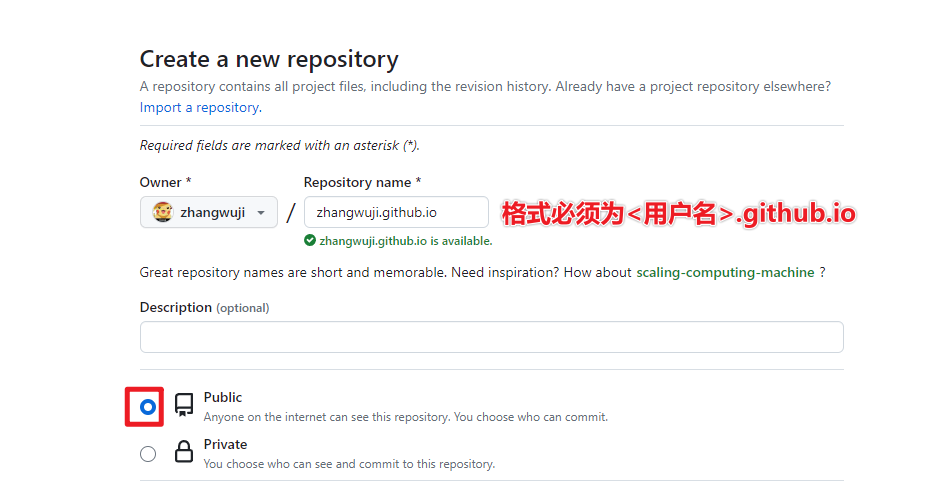 Create a new repository
A repository contains all project files, including the revision history. Already have a project repository elsewhere?
Import a repository.
Required fields are marked with an asterisk (*).
Owner * Repository name *
zhangwuji / zhangwuji.github.io 格式必须为<用户名>.github.io
zhangwuji.github.io is available.
Great repository names are short and memorable. Need inspiration? How about scaling-computing-machine ?
Description (optional)
Public
Anyone on the internet can see this repository. You choose who can commit.
Private
You choose who can see and commit to this repository.